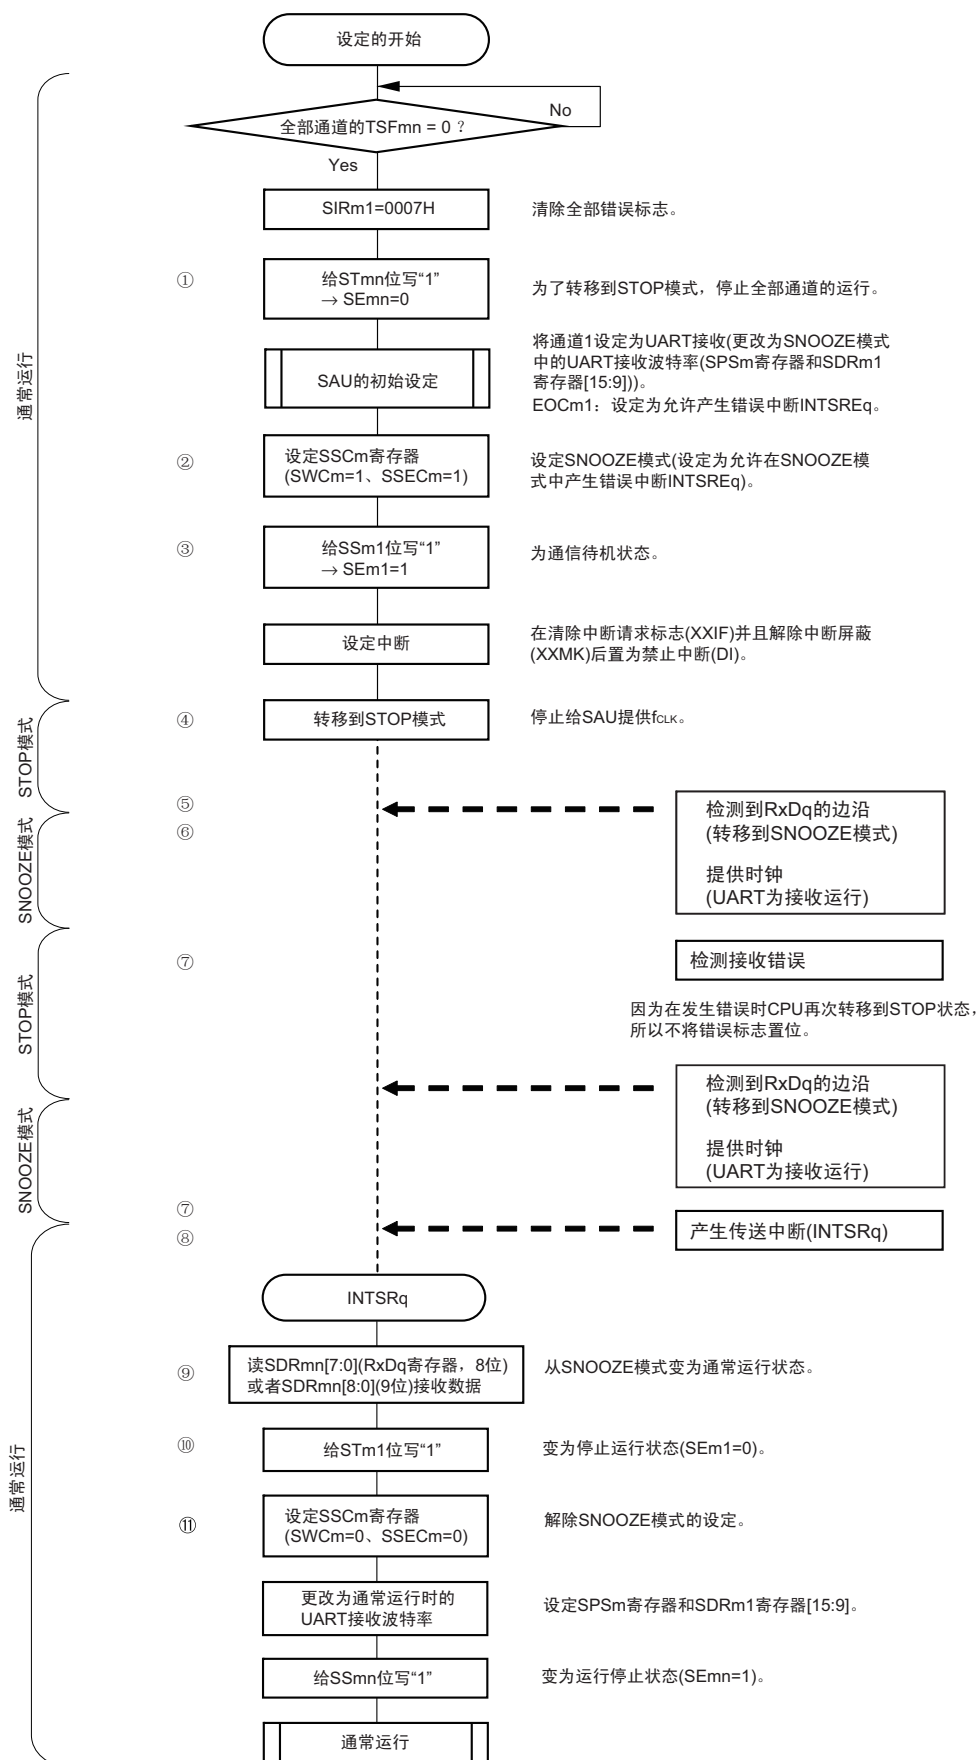 设定的开始
No
全部通道的TSFmn = 0 ？
Yes
SIRm1=0007H
清除全部错误标志。
①
给STmn位写“1”
→ SEmn=0
为了转移到STOP模式，停止全部通道的运行。
通常运行
SAU的初始设定
将通道1设定为UART接收(更改为SNOOZE模式
中的UART接收波特率(SPSm寄存器和SDRm1
寄存器[15:9]))。
EOCm1：设定为允许产生错误中断INTSREq。
②
设定SSCm寄存器
(SWCm=1、SSECm=1)
设定SNOOZE模式(设定为允许在SNOOZE模
式中产生错误中断INTSREq)。
③
给SSm1位写“1”
→ SEm1=1
为通信待机状态。
设定中断
在清除中断请求标志(XXIF)并且解除中断屏蔽
(XXMK)后置为禁止中断(DI)。
④
转移到STOP模式
停止给SAU提供fCLK。
STOP模式
⑤
⑥
检测到RxDq的边沿
(转移到SNOOZE模式)
提供时钟
(UART为接收运行)
SNOOZE模式
⑦
检测接收错误
STOP模式
因为在发生错误时CPU再次转移到STOP状态，
所以不将错误标志置位。
检测到RxDq的边沿
(转移到SNOOZE模式)
提供时钟
(UART为接收运行)
SNOOZE模式
⑦
⑧
产生传送中断(INTSRq)
INTSRq
⑨
读SDRmn[7:0](RxDq寄存器，8位)
或者SDRmn[8:0](9位)接收数据
从SNOOZE模式变为通常运行状态。
⑩
给STm1位写“1”
变为停止运行状态(SEm1=0)。
通常运行
⑪
设定SSCm寄存器
(SWCm=0、SSECm=0)
解除SNOOZE模式的设定。
更改为通常运行时的
UART接收波特率
设定SPSm寄存器和SDRm1寄存器[15:9]。
给SSmn位写“1”
变为运行停止状态(SEmn=1)。
通常运行